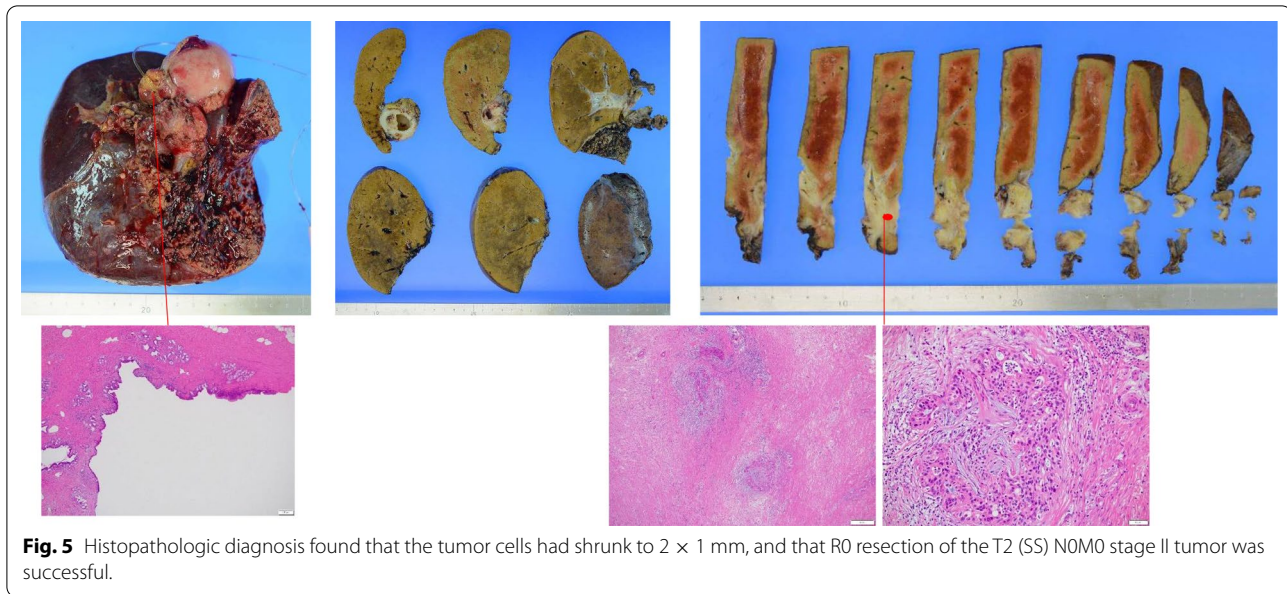 20
10
20
Fig. 5 Histopathologic diagnosis found that the tumor cells had shrunk to 2 × 1 mm, and that R0 resection of the T2 (SS) N0M0 stage II tumor was
successful.